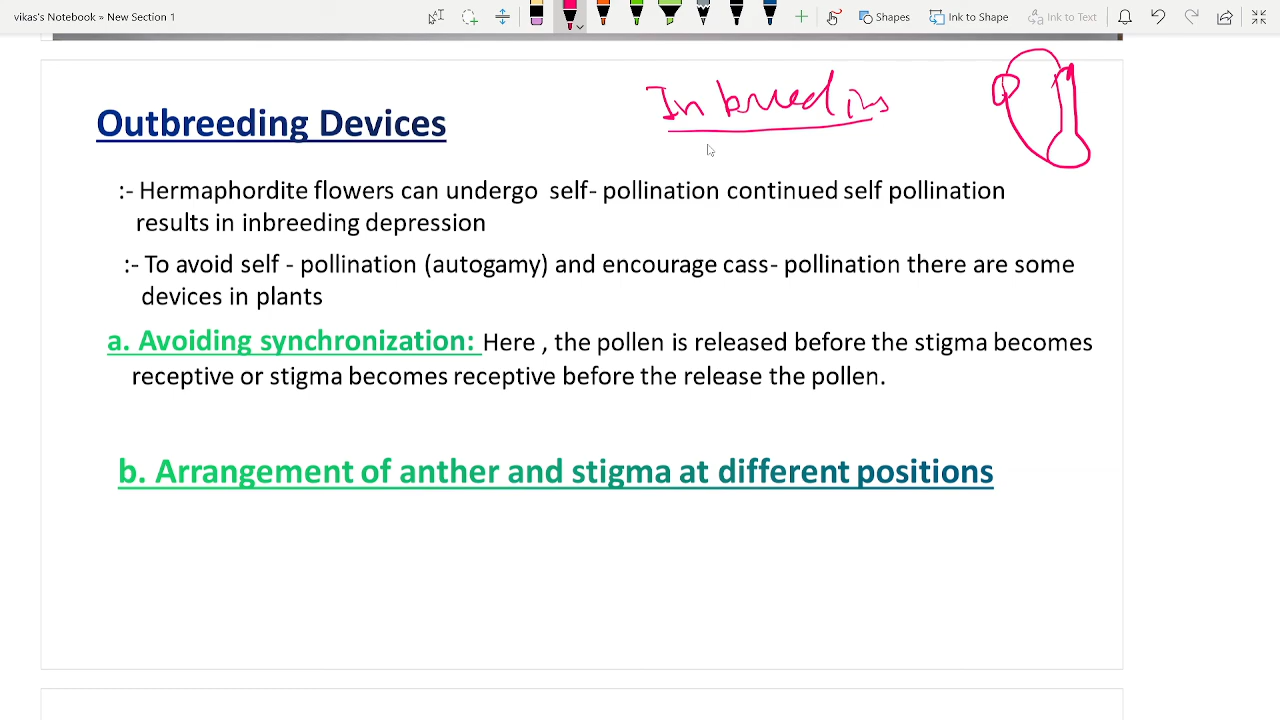 vikas's Notebook » New Section 1
Shapes
Ink to Shape
Ink to Text
Inbreeding
Outbreeding Devices
:- Hermaphordite flowers can undergo self- pollination continued self pollination
results in inbreeding depression
:- To avoid self - pollination (autogamy) and encourage cass- pollination there are some
devices in plants
a. Avoiding synchronization: Here , the pollen is released before the stigma becomes
receptive or stigma becomes receptive before the release the pollen.
b. Arrangement of anther and stigma at different positions